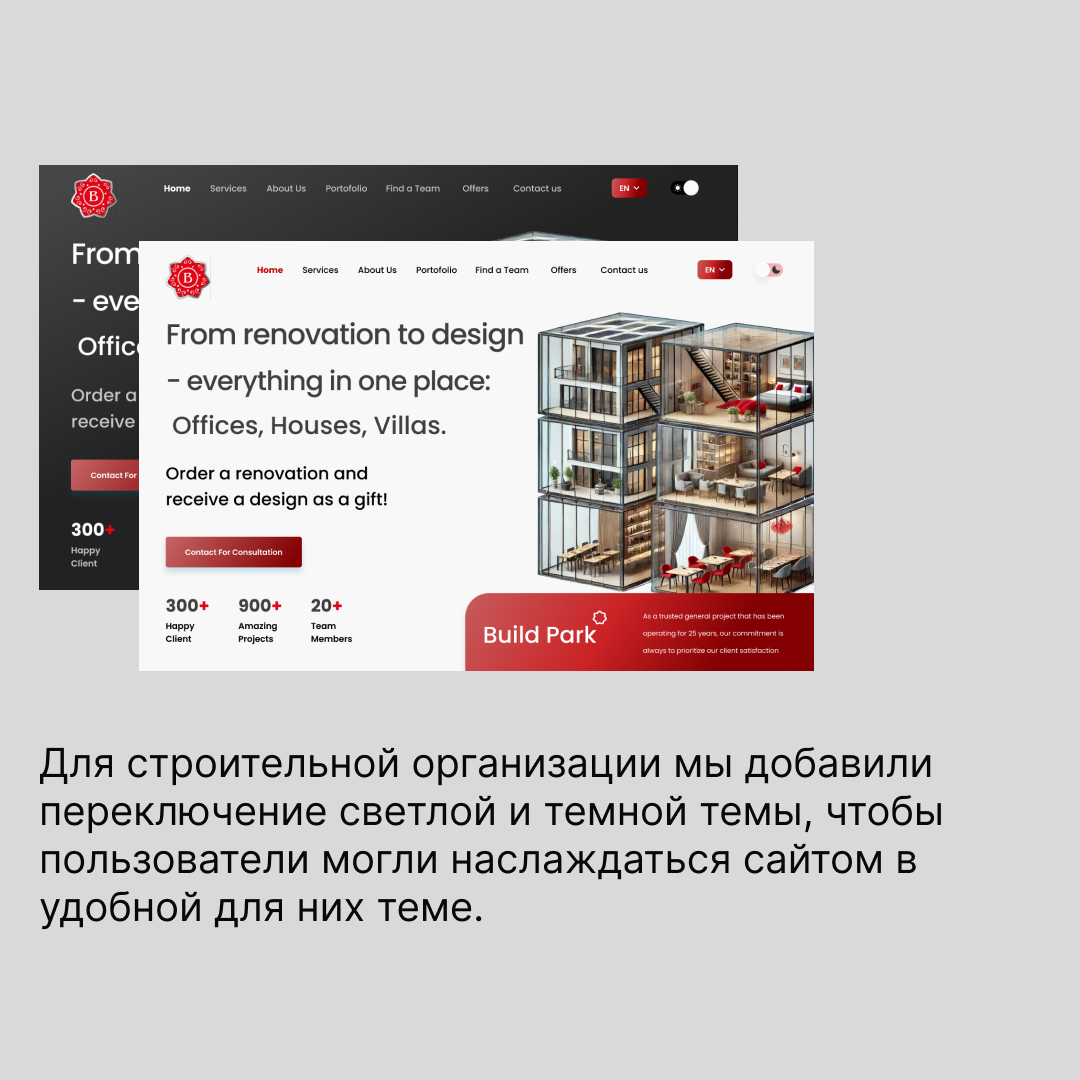 B
Home Services About Us Portofolio Find a Team Offers Contact us EN
From
- eve
Offic
Order a
receive
Contact For
300+
Happy
Client
B
Home Services About Us Portofolio Find a Team Offers Contact us EN
From renovation to design
- everything in one place:
Offices, Houses, Villas.
Order a renovation and
receive a design as a gift!
Contact For Consultation
300+ 900+ 20+
Happy Amazing Team
Client Projects Members
Build Park
As a trusted general project that has been
operating for 25 years, our commitment is
always to prioritize our client satisfaction
Для строительной организации мы добавили
переключение светлой и темной темы, чтобы
пользователи могли наслаждаться сайтом в
удобной для них теме.